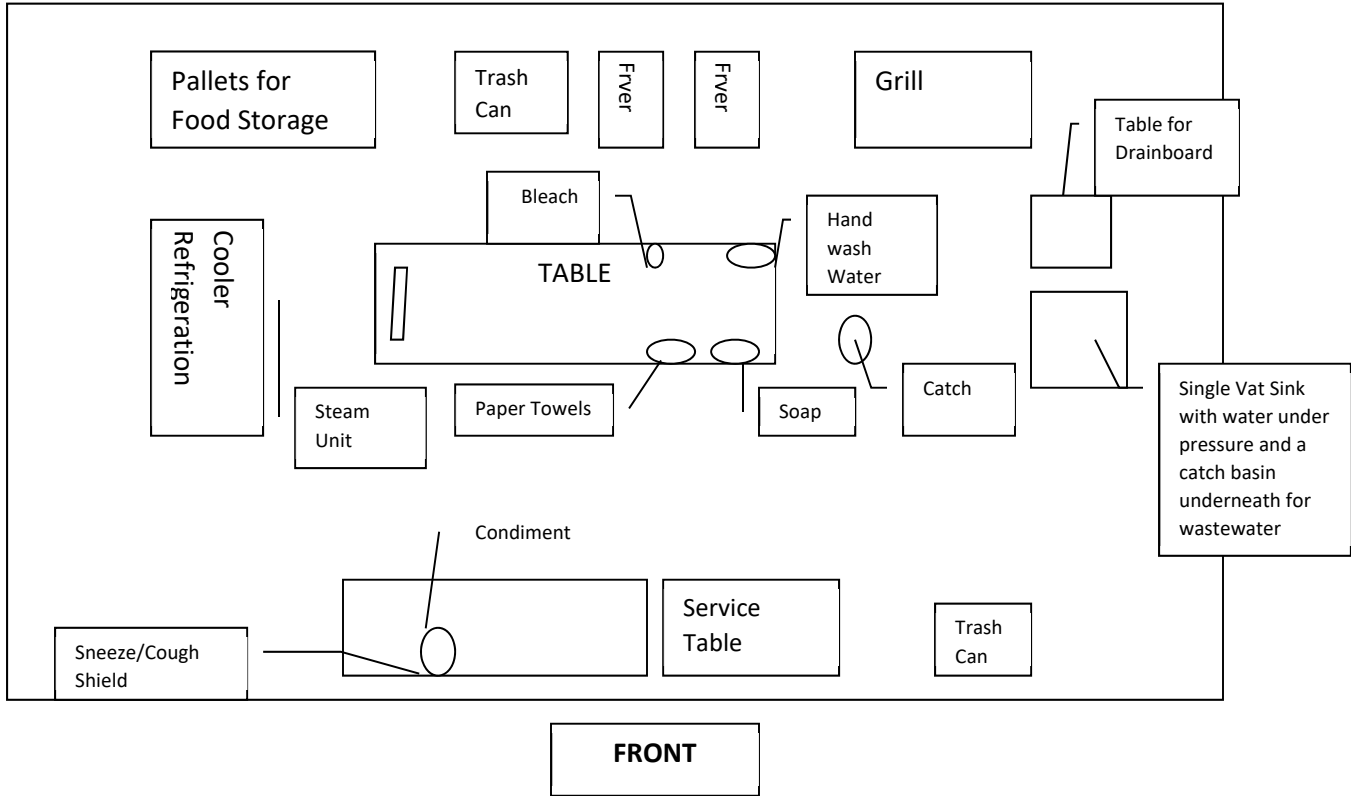 Pallets for
Food Storage
Trash
Can
Fryer
Fryer
Grill
Table for
Drainboard
Bleach
Hand
wash
Water
Cooler
Refrigeration
TABLE
Steam
Unit
Paper Towels
Soap
Catch
Single Vat Sink
with water under
pressure and a
catch basin
underneath for
wastewater
Condiment
Service
Table
Trash
Can
Sneeze/Cough
Shield
FRONT